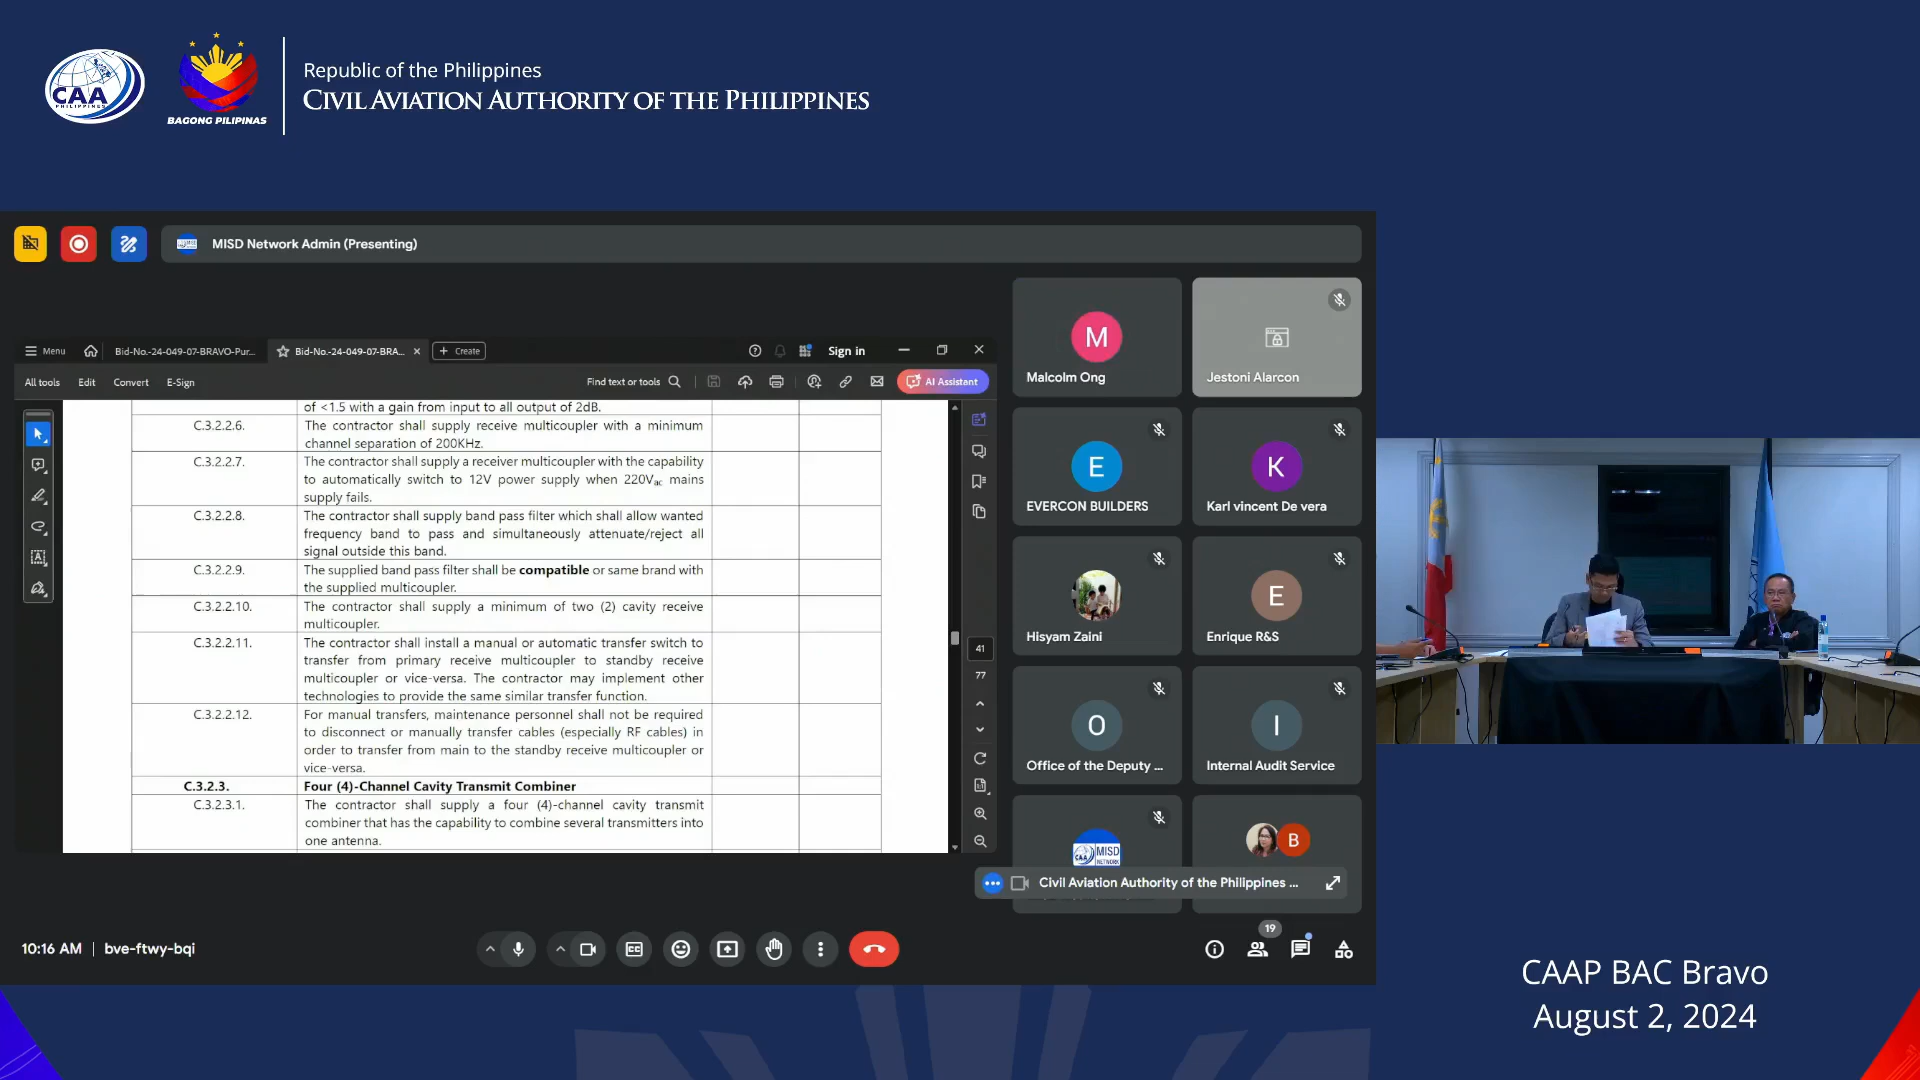 CAA
PHILIPPINES
BAGONG PILIPINAS
Republic of the Philippines
CIVIL AVIATION AUTHORITY OF THE PHILIPPINES
MISD Network Admin (Presenting)
Menu
Bid-No.-24-049-07-BRAVO-Pur...
Bid-No.-24-049-07-BRA...
Create
Sign in
All tools
Edit
Convert
E-Sign
Find text or tools
AI Assistant
of <1.5 with a gain from input to all output of 2dB.
C.3.2.2.6. The contractor shall supply receive multicoupler with a minimum
channel separation of 200KHz.
C.3.2.2.7. The contractor shall supply a receiver multicoupler with the capability
to automatically switch to 12V power supply when 220Vac mains
supply fails.
C.3.2.2.8. The contractor shall supply band pass filter which shall allow wanted
frequency band to pass and simultaneously attenuate/reject all
signal outside this band.
C.3.2.2.9. The supplied band pass filter shall be compatible or same brand with
the supplied multicoupler.
C.3.2.2.10. The contractor shall supply a minimum of two (2) cavity receive
multicoupler.
C.3.2.2.11. The contractor shall install a manual or automatic transfer switch to
transfer from primary receive multicoupler to standby receive
multicoupler or vice-versa. The contractor may implement other
technologies to provide the same similar transfer function.
C.3.2.2.12. For manual transfers, maintenance personnel shall not be required
to disconnect or manually transfer cables (especially RF cables) in
order to transfer from main to the standby receive multicoupler or
vice-versa.
C.3.2.3. Four (4)-Channel Cavity Transmit Combiner
C.3.2.3.1. The contractor shall supply a four (4)-channel cavity transmit
combiner that has the capability to combine several transmitters into
one antenna.
41
77
M
Malcolm Ong
Jestoni Alarcon
E
EVERCON BUILDERS
K
Karl vincent De vera
Hisyam Zaini
E
Enrique R&S
O
Office of the Deputy ...
I
Internal Audit Service
CAA MISD
NETWORK
B
Civil Aviation Authority of the Philippines ...
10:16 AM | bve-ftwy-bqi
CC
19
CAAP BAC Bravo
August 2, 2024